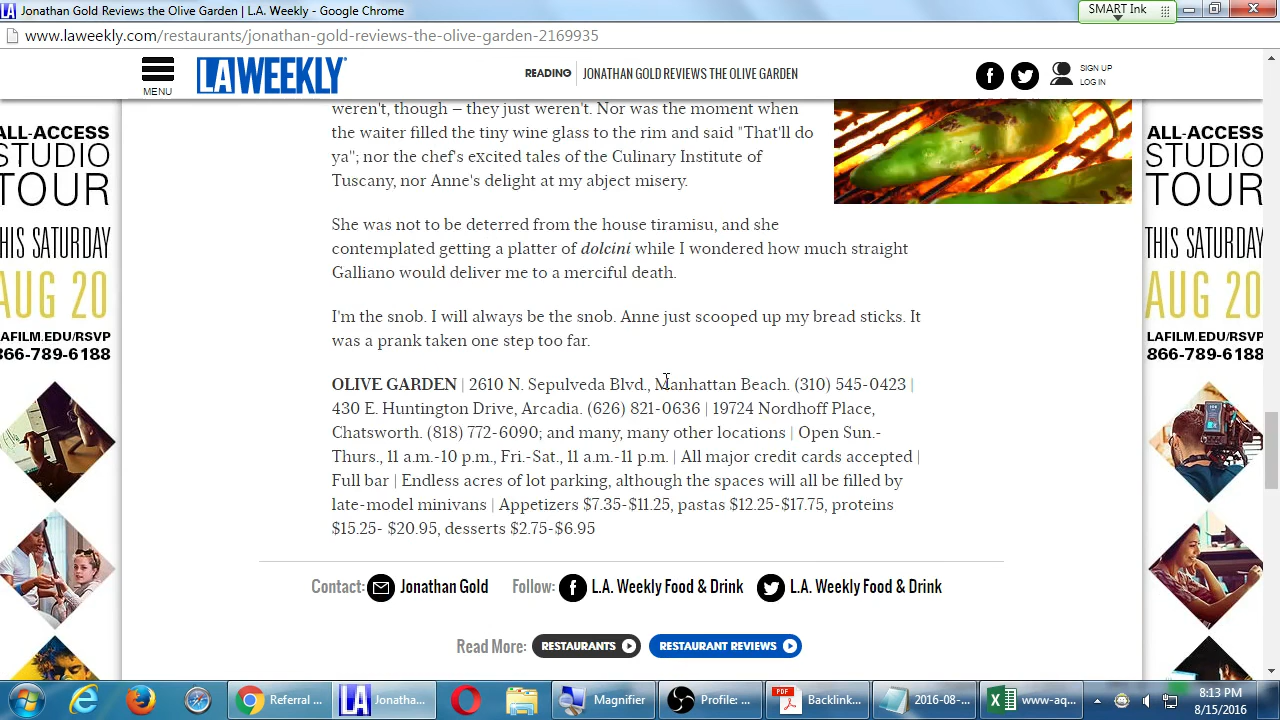 Jonathan Gold Reviews the Olive Garden | L.A. Weekly - Google Chrome
SMART Ink
www.laweekly.com/restaurants/jonathan-gold-reviews-the-olive-garden-2169935
MENU
LA WEEKLY
READING
JONATHAN GOLD REVIEWS THE OLIVE GARDEN
SIGN UP
LOG IN
ALL-ACCESS
STUDIO
TOUR
HIS SATURDAY
AUG 20
LAFILM.EDU/RSVP
866-789-6188
weren't, though – they just weren't. Nor was the moment when
the waiter filled the tiny wine glass to the rim and said "That'll do
ya"; nor the chef's excited tales of the Culinary Institute of
Tuscany, nor Anne's delight at my abject misery.
She was not to be deterred from the house tiramisu, and she
contemplated getting a platter of dolcini while I wondered how much straight
Galliano would deliver me to a merciful death.
I'm the snob. I will always be the snob. Anne just scooped up my bread sticks. It
was a prank taken one step too far.
OLIVE GARDEN | 2610 N. Sepulveda Blvd., Manhattan Beach. (310) 545-0423 |
430 E. Huntington Drive, Arcadia. (626) 821-0636 | 19724 Nordhoff Place,
Chatsworth. (818) 772-6090; and many, many other locations | Open Sun.-
Thurs., 11 a.m.-10 p.m., Fri.-Sat., 11 a.m.-11 p.m. | All major credit cards accepted |
Full bar | Endless acres of lot parking, although the spaces will all be filled by
late-model minivans | Appetizers $7.35-$11.25, pastas $12.25-$17.75, proteins
$15.25- $20.95, desserts $2.75-$6.95
Contact: Jonathan Gold Follow: L.A. Weekly Food & Drink L.A. Weekly Food & Drink
Read More: RESTAURANTS RESTAURANT REVIEWS
ALL-ACCESS
STUDIO
TOUR
THIS SATURDAY
AUG 20
LAFILM.EDU/RSVP
866-789-6188
Referral ...
Jonatha...
Magnifier
Profile: ...
PDF
Backlink...
2016-08-...
www-aq...
8:13 PM
8/15/2016